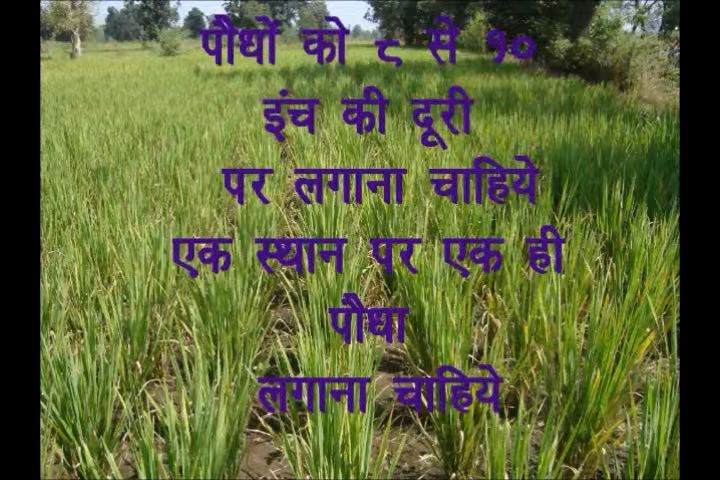 पौधों को ८ से १०
इंच की दूरी
पर लगाना चाहिये
एक स्थान पर एक ही
पौधा
लगाना चाहिये